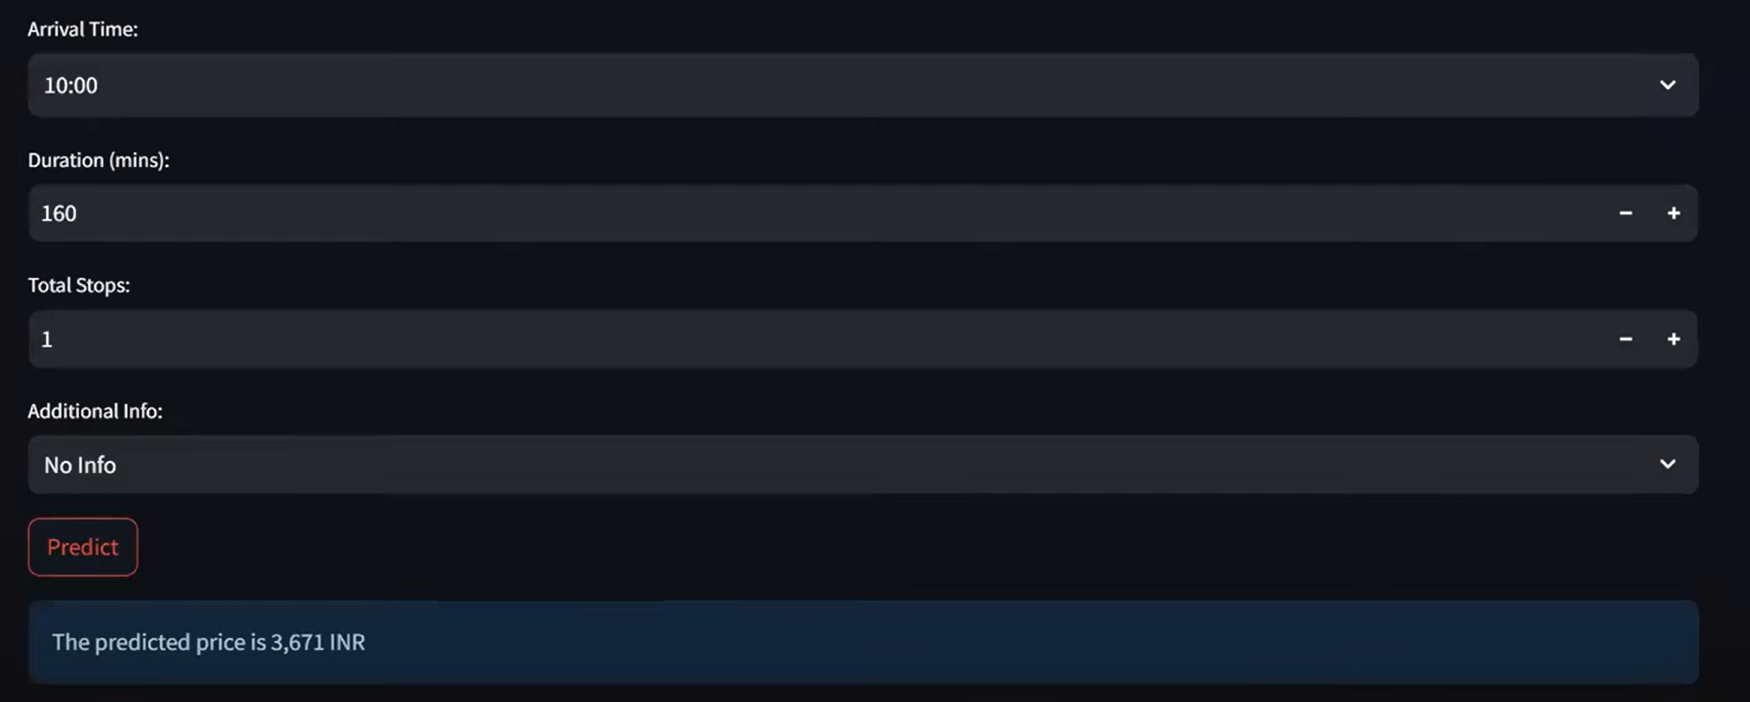 Arrival Time:
10:00
Duration (mins):
160
Total Stops:
1
Additional Info:
No Info
Predict
The predicted price is 3,671 INR